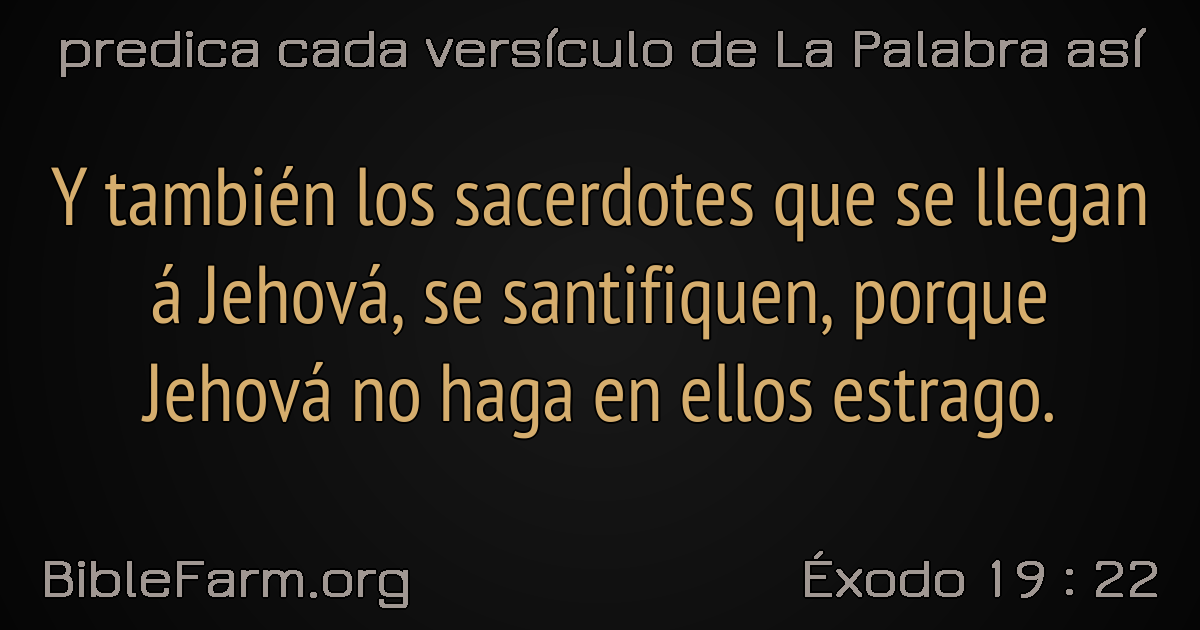 predica cada versículo de La Palabra así
Y también los sacerdotes que se llegan
á Jehová, se santifiquen, porque
Jehová no haga en ellos estrago.
BibleFarm.org
Éxodo 19 : 22